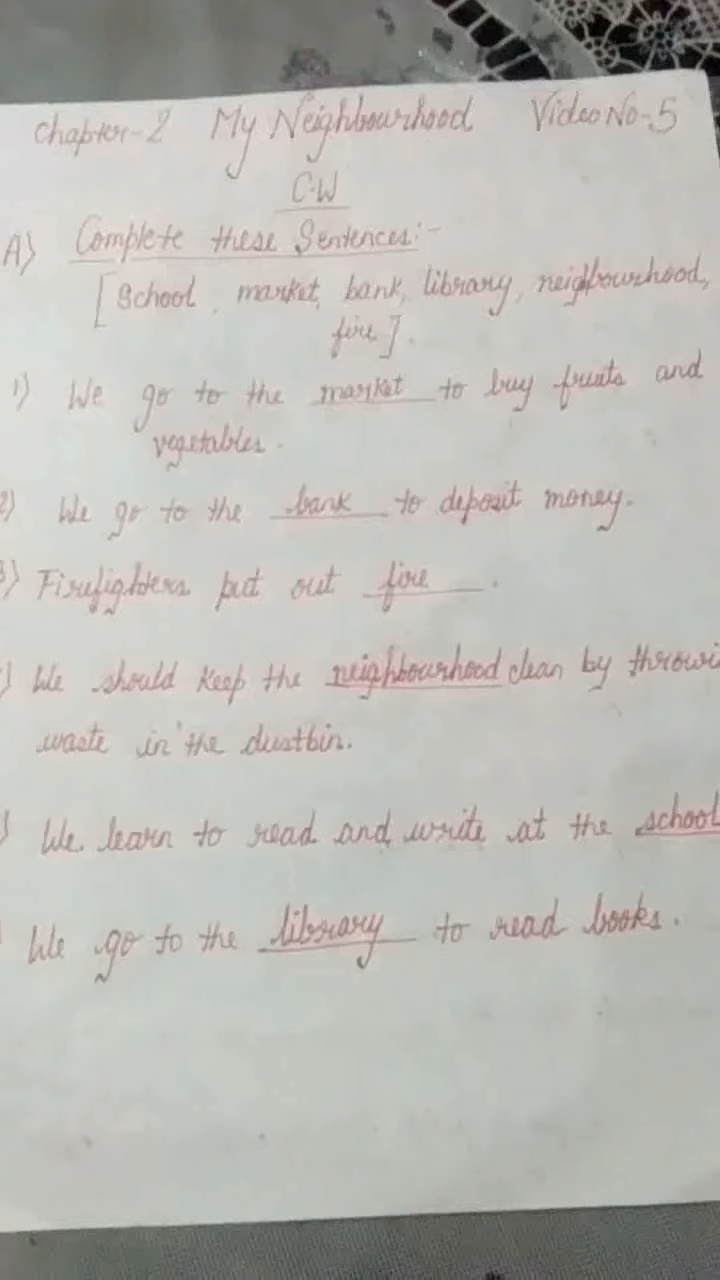 Chapter-2 My Neighbourhood Video No-5
C.W
A) Complete these Sentences:-
[School, market, bank, library, neighbourhood,
fire].
1) We go to the market to buy fruits and
vegetables.
2) We go to the bank to deposit money.
3) Firefighters put out fire.
) We should keep the neighbourhood clean by throwi
waste in the dustbin.
) We learn to read and write at the school
We go to the library to read books.